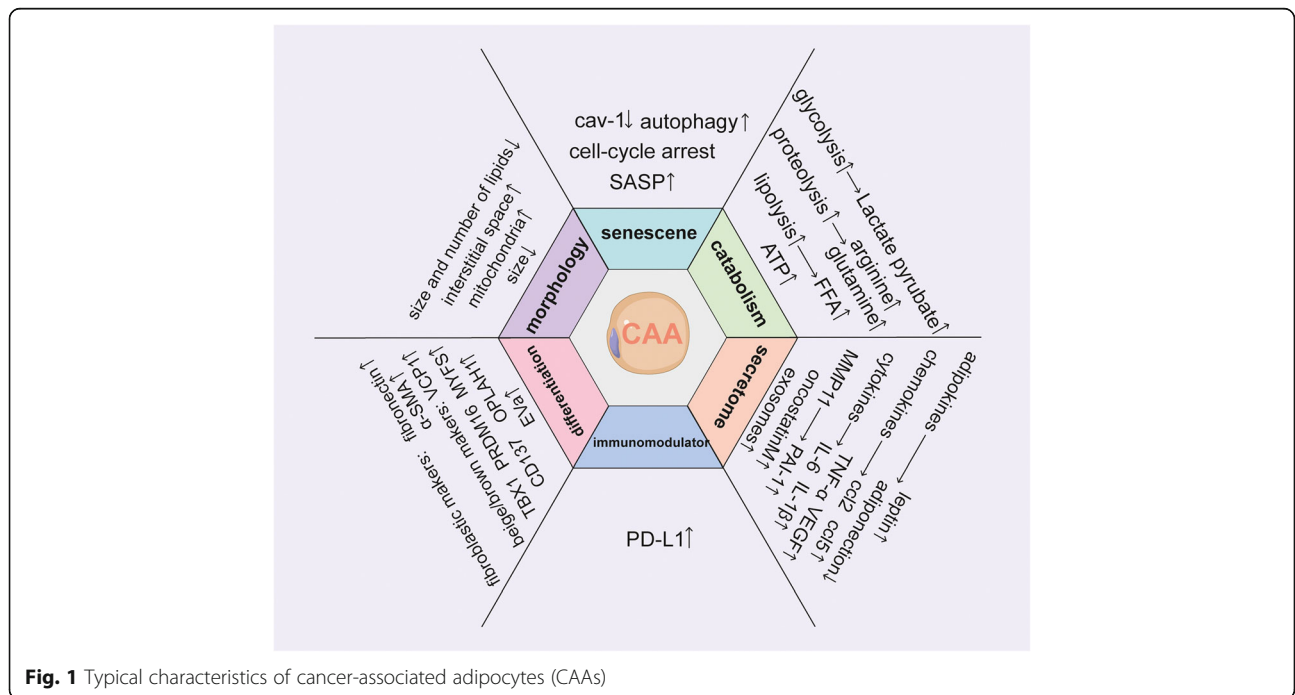 cav-1↓ autophagy↑
cell-cycle arrest
SASP↑
senescene
glycolysis↑→Lactate pyrubate↑
proteolysis↑→arginine↑
glutamine↑
lipolysis↑→FFA↑
ATP↑
catabolism
adipokines→leptin↑
adiponection↓
chemokines→ccl2 ccl5↑
cytokines→TNF-α VEGF↑
IL-6 IL-1β↑
MMP11→PAI-1↑
oncostatinM↑
exosomes↑
secretome
immunomodulator
PD-L1↑
differentiation
EVa↑
CD137 OPLAH1↑
TBX1 PRDM16 MYFS↑
beige/brown makers: VCP1↑
α-SMA↑
fibroblastic makers: fibronectin↑
morphology
size and number of lipids↓
interstitial space↑
mitochondria↑
size↓
CAA
Fig. 1 Typical characteristics of cancer-associated adipocytes (CAAs)